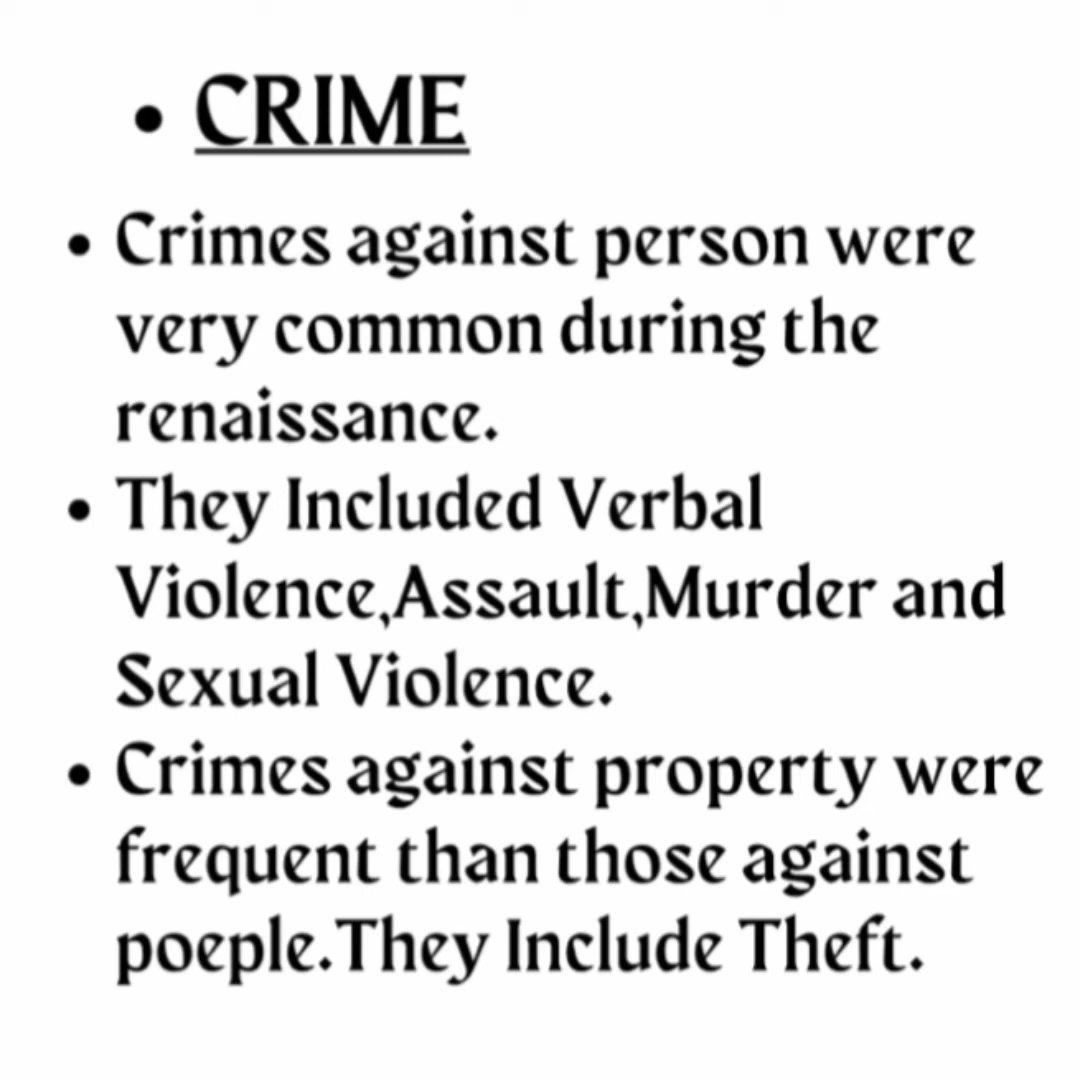 • CRIME
• Crimes against person were
very common during the
renaissance.
• They Included Verbal
Violence,Assault,Murder and
Sexual Violence.
• Crimes against property were
frequent than those against
poeple.They Include Theft.